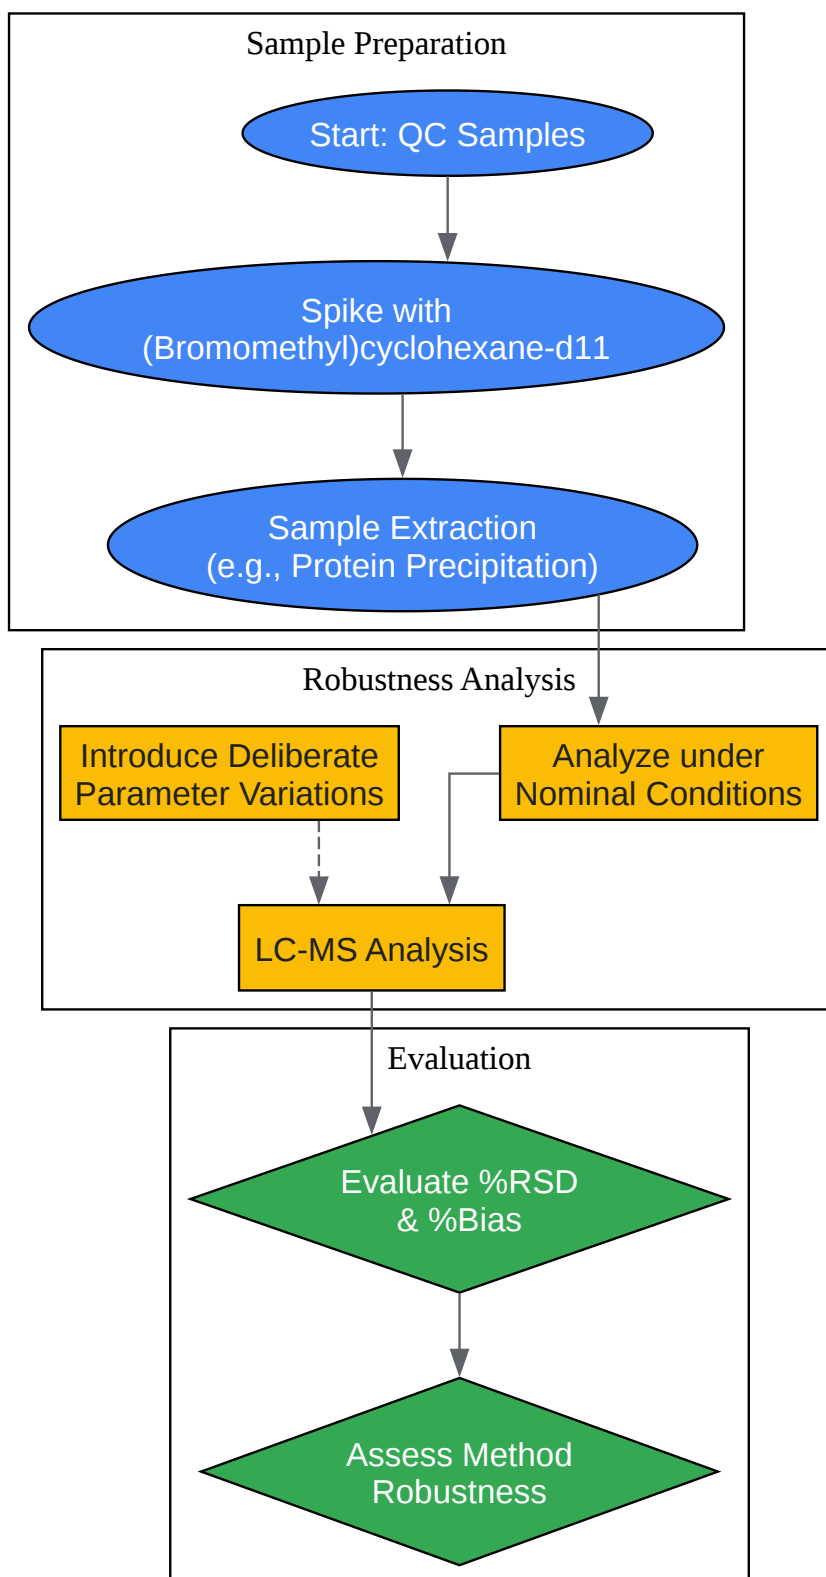 Sample Preparation
Start: QC Samples
Spike with
(Bromomethyl)cyclohexane-d11
Sample Extraction
(e.g., Protein Precipitation)
Robustness Analysis
Introduce Deliberate
Parameter Variations
Analyze under
Nominal Conditions
LC-MS Analysis
Evaluation
Evaluate %RSD
& %Bias
Assess Method
Robustness